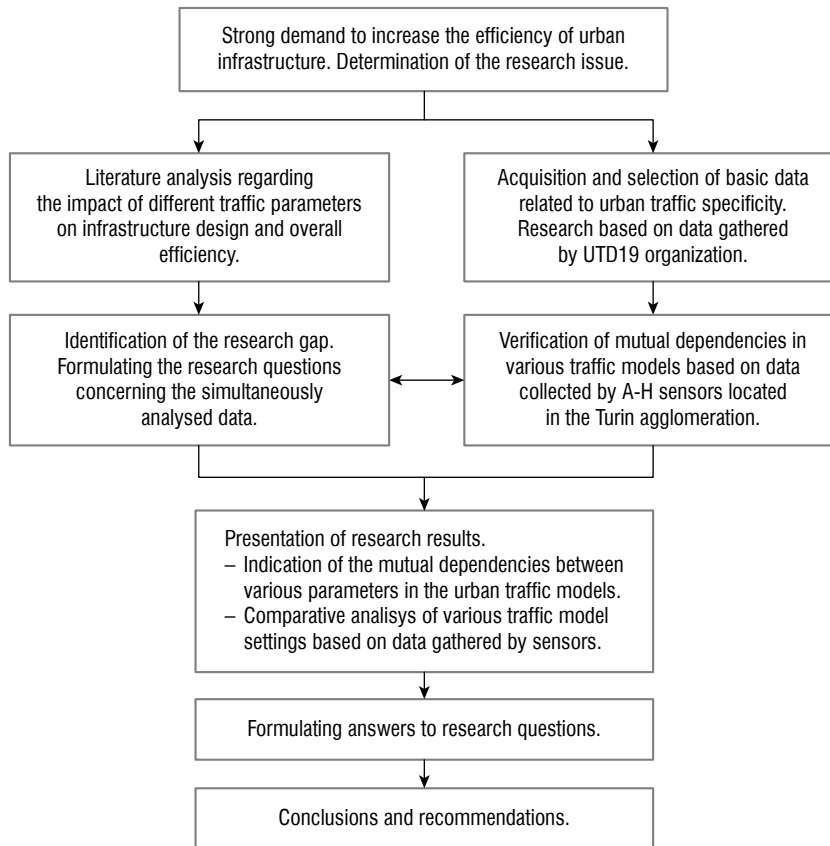 Strong demand to increase the efficiency of urban
infrastructure. Determination of the research issue.
Literature analysis regarding
the impact of different traffic parameters
on infrastructure design and overall
efficiency.
Acquisition and selection of basic data
related to urban traffic specificity.
Research based on data gathered
by UTD19 organization.
Identification of the research gap.
Formulating the research questions
concerning the simultaneously
analysed data.
Verification of mutual dependencies in
various traffic models based on data
collected by A-H sensors located
in the Turin agglomeration.
Presentation of research results.
– Indication of the mutual dependencies between
various parameters in the urban traffic models.
– Comparative analisys of various traffic model
settings based on data gathered by sensors.
Formulating answers to research questions.
Conclusions and recommendations.